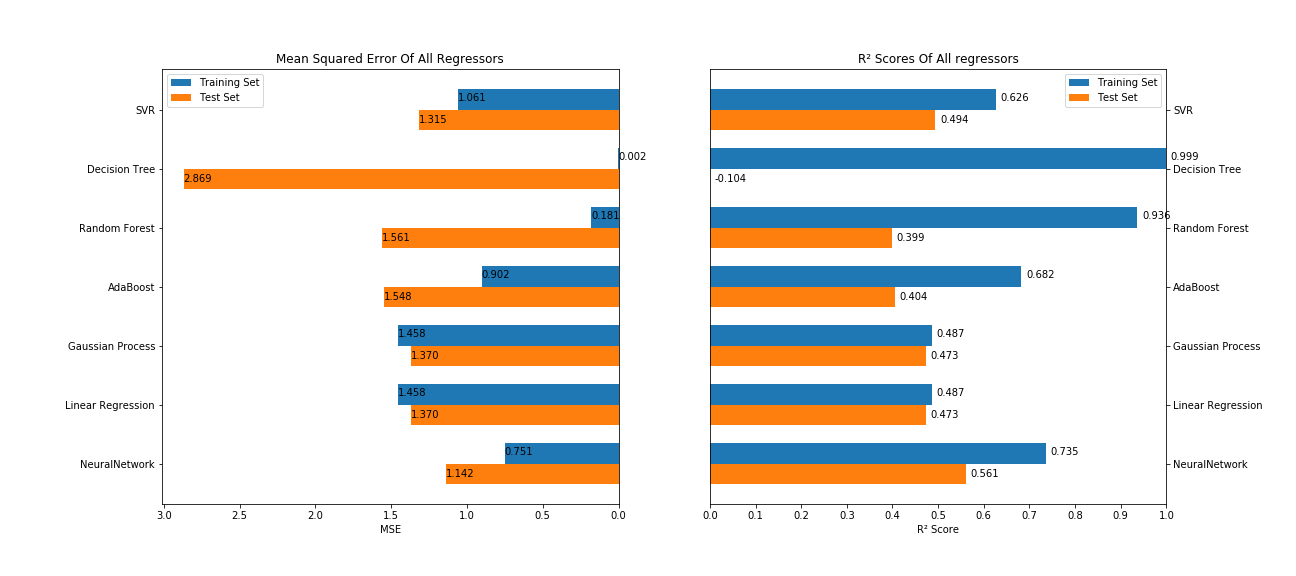 Mean Squared Error Of All Regressors
Training Set
Test Set
SVR
1.061
1.315
Decision Tree
0.002
2.869
Random Forest
0.181
1.561
AdaBoost
0.902
1.548
Gaussian Process
1.458
1.370
Linear Regression
1.458
1.370
NeuralNetwork
0.751
1.142
3.0 2.5 2.0 1.5 1.0 0.5 0.0
MSE
R² Scores Of All regressors
Training Set
Test Set
0.626
SVR
0.494
0.999
Decision Tree
-0.104
0.936
Random Forest
0.399
0.682
AdaBoost
0.404
0.487
Gaussian Process
0.473
0.487
Linear Regression
0.473
0.735
NeuralNetwork
0.561
0.0 0.1 0.2 0.3 0.4 0.5 0.6 0.7 0.8 0.9 1.0
R² Score